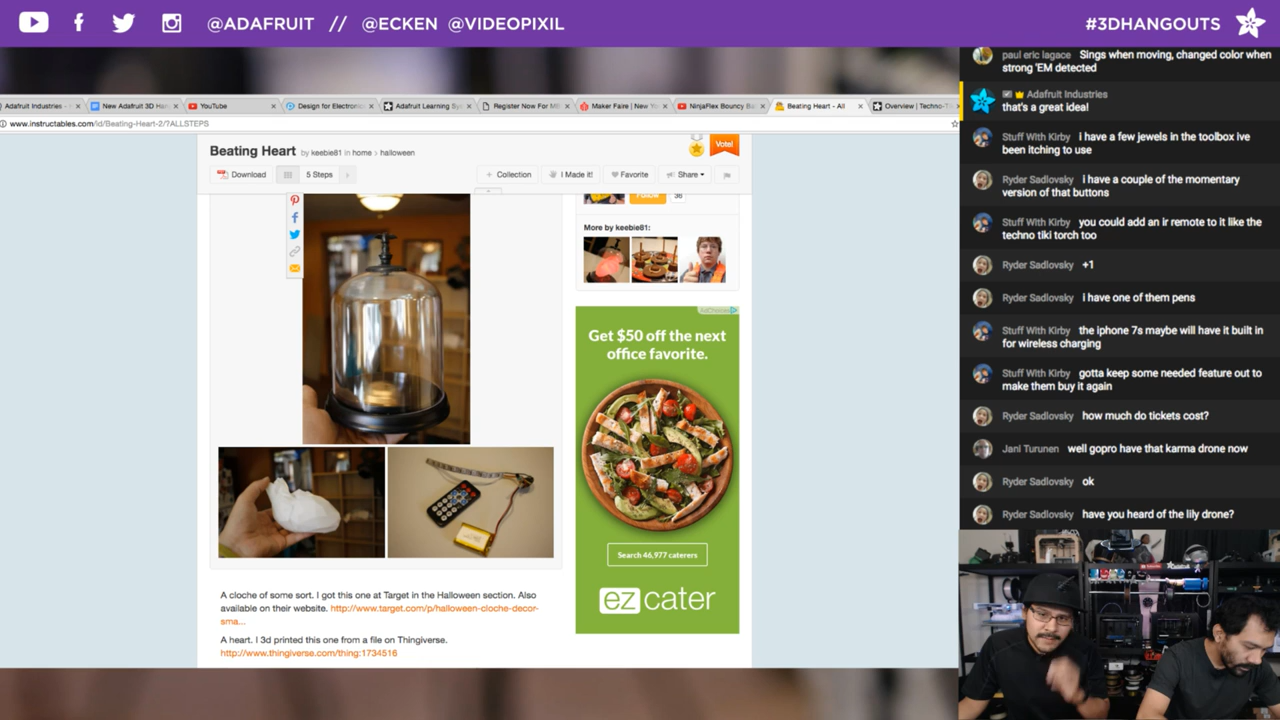 @ADAFRUIT // @ECKEN @VIDEOPIXIL
#3DHANGOUTS
Adafruit Industries -
New Adafruit 3D
YouTube
Design for Electronic
Adafruit Learning Sy
Register Now For
Maker Faire | New Yo
NinjaFlex Bouncy
Beating Heart - All
Overview | Techno-
www.instructables.com/id/Beating-Heart-2/?ALLSTEPS
Beating Heart by keebie81 in home > halloween
Vote!
Download
5 Steps
+ Collection
I Made it!
Favorite
Share
Follow
36
More by keebie81:
AdChoices
Get $50 off the next
office favorite.
Search 46,977 caterers
ez cater
A cloche of some sort. I got this one at Target in the Halloween section. Also
available on their website. http://www.target.com/p/halloween-cloche-decor-
sma...
A heart. I 3d printed this one from a file on Thingiverse.
http://www.thingiverse.com/thing:1734516
paul eric lagace Sings when moving, changed color when
strong 'EM detected
Adafruit Industries
that's a great idea!
Stuff With Kirby i have a few jewels in the toolbox ive
been itching to use
Ryder Sadlovsky i have a couple of the momentary
version of that buttons
Stuff With Kirby you could add an ir remote to it like the
techno tiki torch too
Ryder Sadlovsky +1
Ryder Sadlovsky i have one of them pens
Stuff With Kirby the iphone 7s maybe will have it built in
for wireless charging
Stuff With Kirby gotta keep some needed feature out to
make them buy it again
Ryder Sadlovsky how much do tickets cost?
Jani Turunen well gopro have that karma drone now
Ryder Sadlovsky ok
Ryder Sadlovsky have you heard of the lily drone?